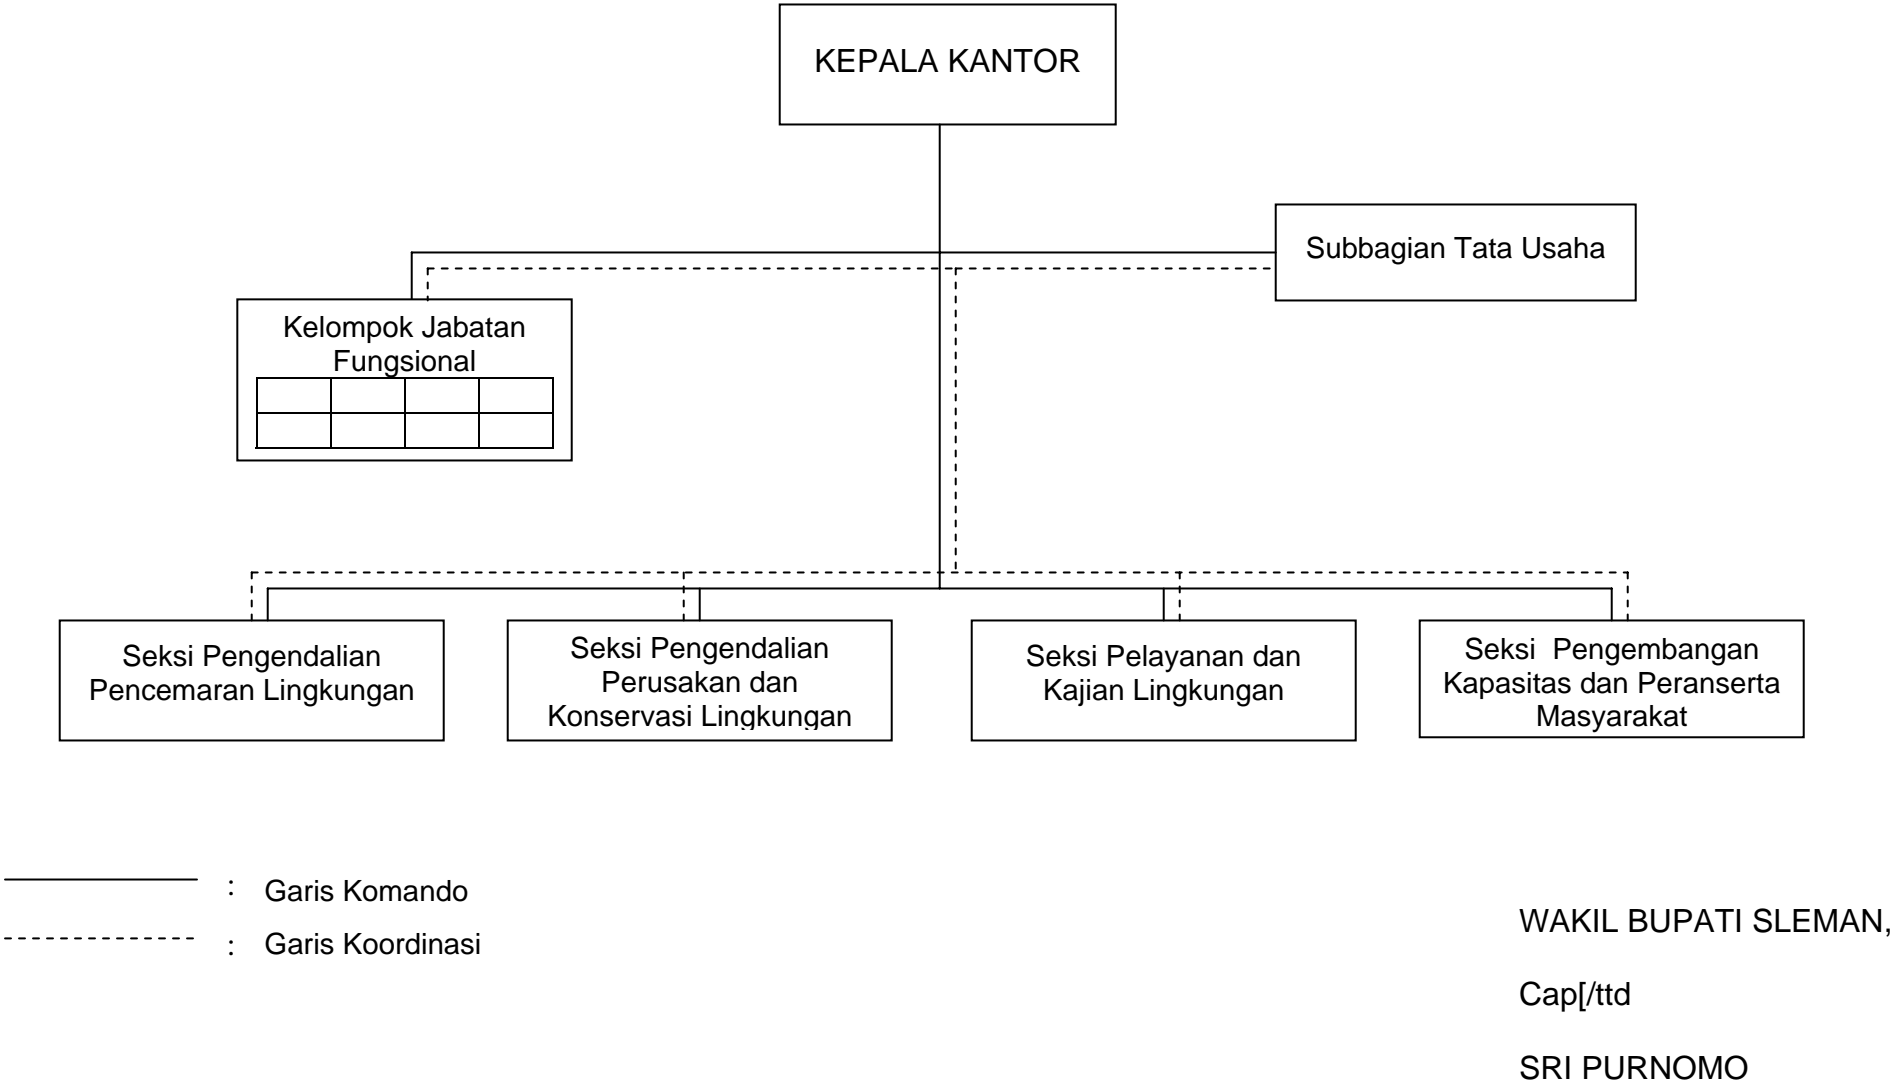 KEPALA KANTOR
Subbagian Tata Usaha
Kelompok Jabatan
Fungsional
Seksi Pengendalian
Pencemaran Lingkungan
Seksi Pengendalian
Perusakan dan
Konservasi Lingkungan
Seksi Pelayanan dan
Kajian Lingkungan
Seksi  Pengembangan
Kapasitas dan Peranserta
Masyarakat
: Garis Komando
: Garis Koordinasi
WAKIL BUPATI SLEMAN,
Cap[/ttd
SRI PURNOMO